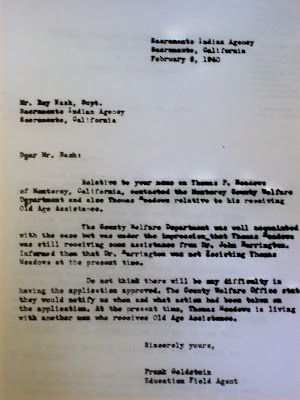 Sacramento Indian Agency
Sacramento, California
February 8, 1940
Mr. Roy Nash, Supt.
Sacramento Indian Agency
Sacramento, California
Dear Mr. Nash:
Relative to your memo on Thomas P. Meadows
of Monterey, California, contacted the Monterey County Welfare
Department and also Thomas Meadows relative to his receiving
Old Age Assistance.
The County Welfare Department was well acquainted
with the case but was under the impression that Thomas Meadows
was still receiving some assistance from Dr. John Harrington.
Informed them that Dr. Harrington was not assisting Thomas
Meadows at the present time.
Do not think there will be any difficulty in
having the application approved. The County Welfare Office stat
they would notify us when and what action had been taken on
the application. At the present time, Thomas Meadows is living
with another man who receives Old Age Assistance.
Sincerely yours,
Frank Goldstein
Education Field Agent